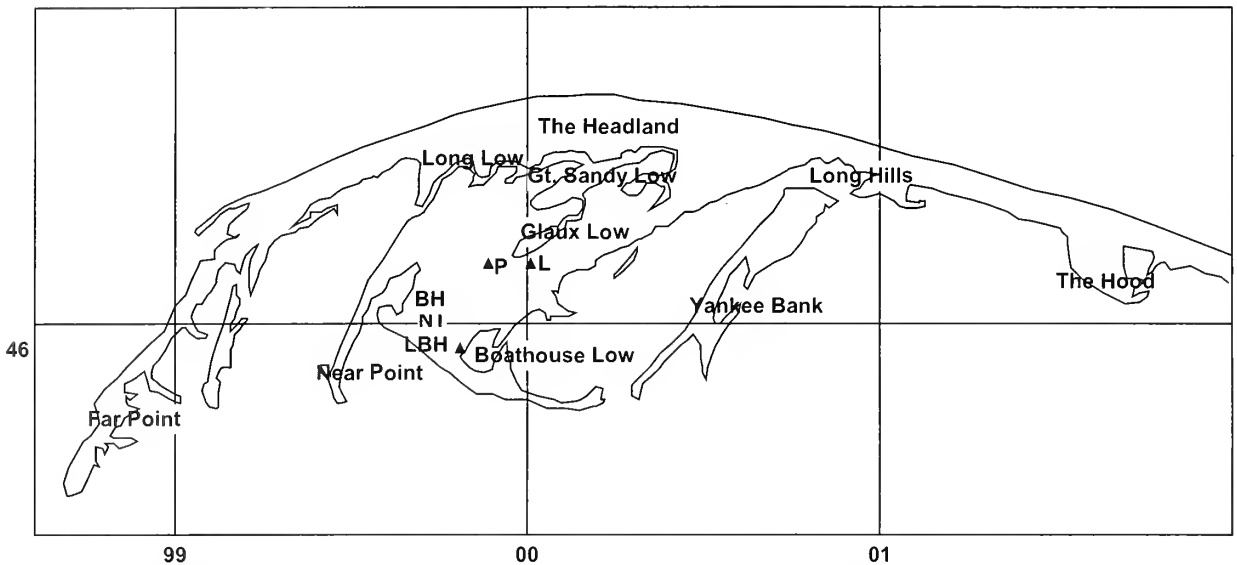 The Headland
Long Low
Gt. Sandy Low
Long Hills
Glaux Low
P
L
The Hood
BH
Yankee Bank
N I
46
LBH
Boathouse Low
Near Point
Far Point
99
00
01